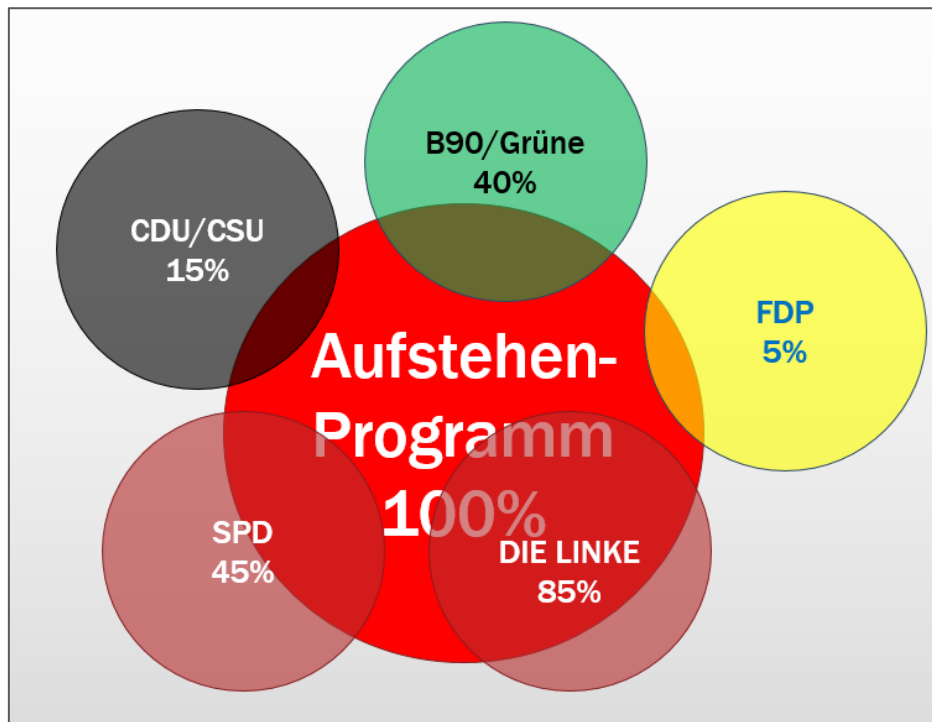 B90/Grüne
40%
CDU/CSU
15%
FDP
5%
Aufstehen-
Programm
100%
SPD
45%
DIE LINKE
85%